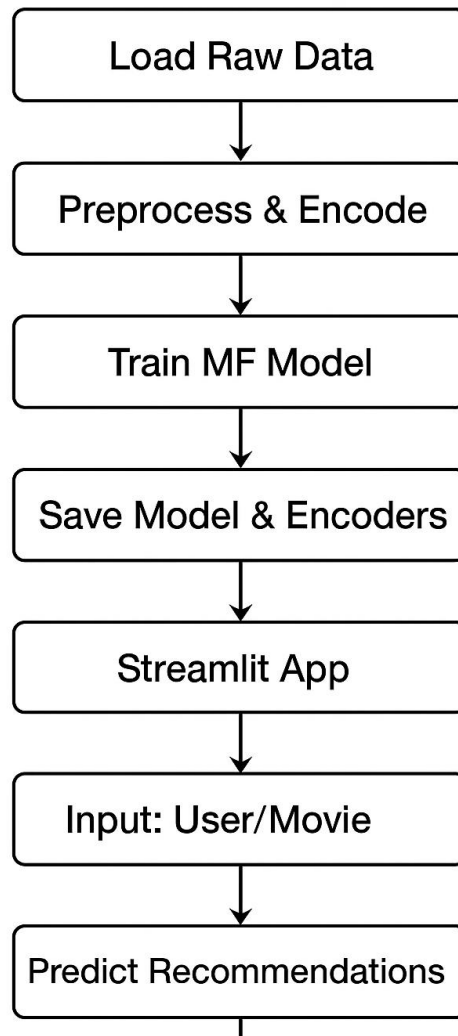 Load Raw Data
Preprocess & Encode
Train MF Model
Save Model & Encoders
Streamlit App
Input: User/Movie
Predict Recommendations